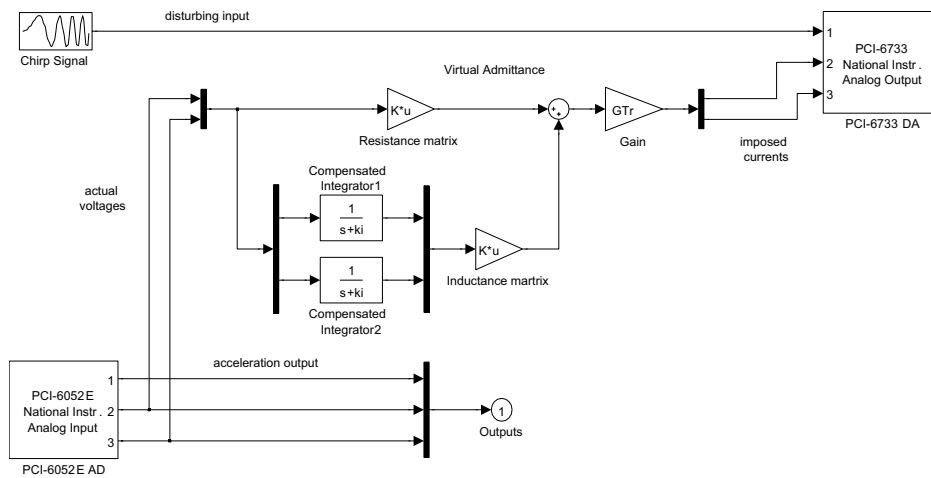 disturbing input
Chirp Signal
1
2
3
PCI-6733
National Instr.
Analog Output
PCI-6733 DA
Virtual Admittance
K*u
Resistance matrix
+
+
GTr
Gain
imposed
currents
actual
voltages
Compensated
Integrator1
1
s+ki
1
s+ki
Compensated
Integrator2
K*u
Inductance martrix
acceleration output
PCI-6052E
National Instr.
Analog Input
1
2
3
PCI-6052E AD
1
Outputs